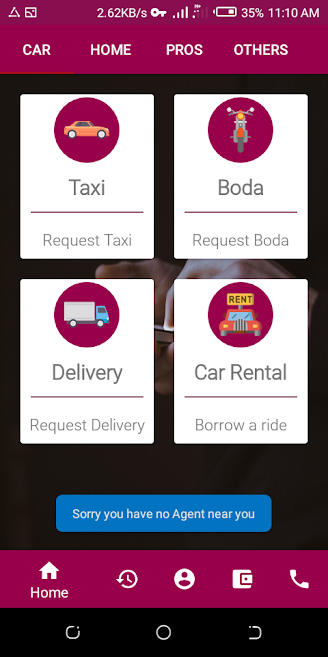 2.62KB/s 35% 11:10 AM
CAR HOME PROS OTHERS
Taxi
Request Taxi
Boda
Request Boda
Delivery
Request Delivery
RENT
Car Rental
Borrow a ride
Sorry you have no Agent near you
Home